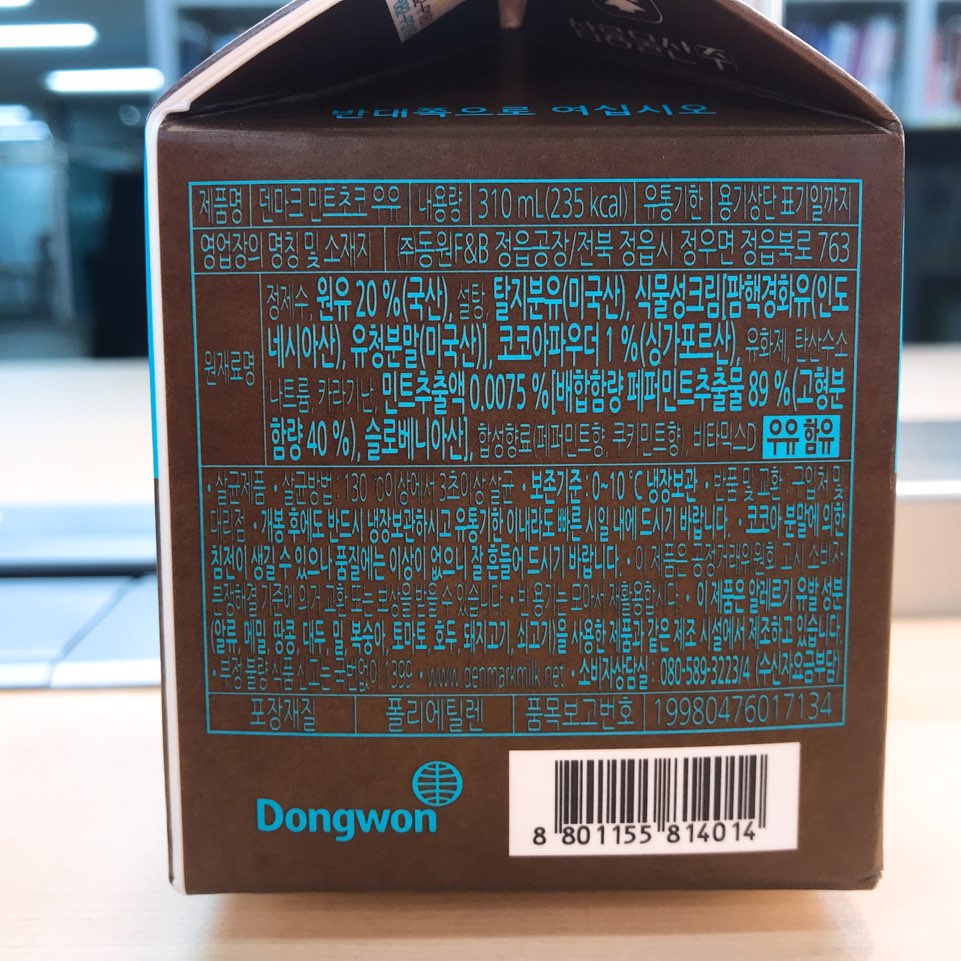 반대쪽으로 여십시오
제품명 덴마크 민트초코 우유 내용량 310 mL(235 kcal) 유통기한 용기상단 표기일까지
영업장의 명칭 및 소재지 ㈜동원F&B 정읍공장/전북 정읍시 정우면 정읍북로 763
원재료명
정제수, 원유 20 %(국산), 설탕, 탈지분유(미국산), 식물성크림[팜핵경화유(인도
네시아산), 유청분말(미국산)], 코코아파우더 1 %(싱가포르산), 유화제, 탄산수소
나트륨, 카라기난, 민트추출액 0.0075 %[배합함량 페퍼민트추출물 89 %(고형분
함량 40 %), 슬로베니아산], 합성향료(페퍼민트향, 쿠키민트향), 비타믹스D 우유 함유
• 살균제품 • 살균방법 : 130 ℃이상에서 3초이상 살균 • 보존기준 : 0~10 ℃ 냉장보관 • 반품 및 교환 : 구입처 및
대리점 • 개봉 후에도 반드시 냉장보관하시고 유통기한 이내라도 빠른 시일 내에 드시기 바랍니다. • 코코아 분말에 의한
침전이 생길 수 있으나 품질에는 이상이 없으니 잘 흔들어 드시기 바랍니다. • 이 제품은 공정거래위원회 고시 소비자
분쟁해결 기준에 의거 교환 또는 보상을 받을 수 있습니다. • 빈 용기는 모아서 재활용합시다. • 이 제품은 알레르기 유발 성분
(알류, 메밀, 땅콩, 대두, 밀, 복숭아, 토마토, 호두, 돼지고기, 쇠고기)을 사용한 제품과 같은 제조 시설에서 제조하고 있습니다.
• 부정·불량식품신고는 국번없이 1399 • www.denmarkmilk.net • 소비자상담실 : 080-589-3223/4 (수신자요금부담)
포장재질 폴리에틸렌 품목보고번호 19980476017134
Dongwon
8 801155 814014